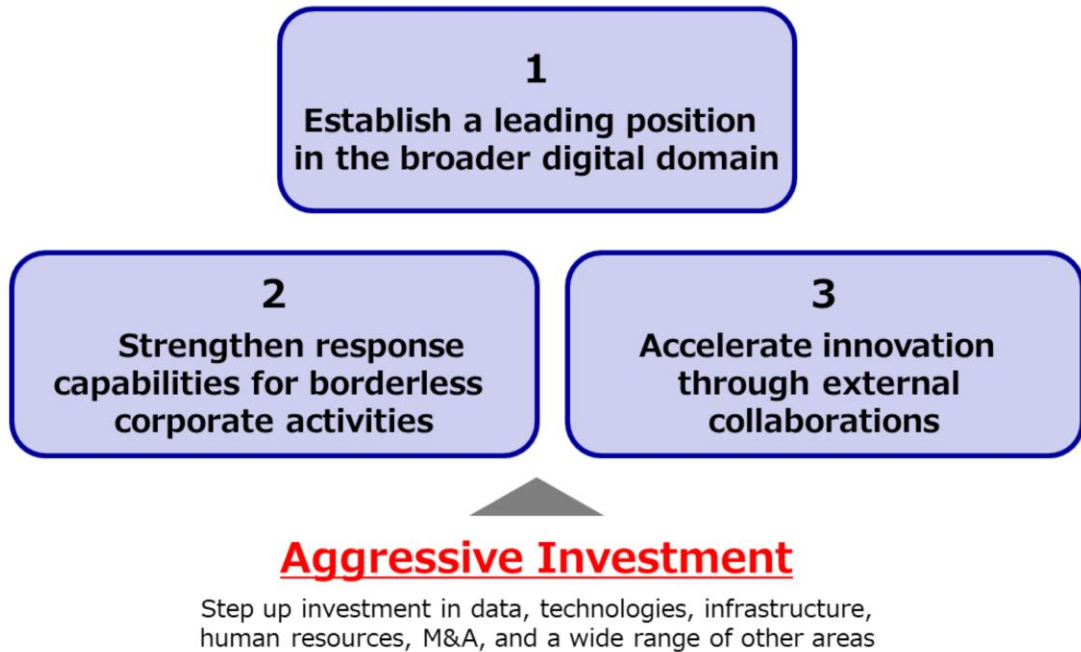 1
Establish a leading position
in the broader digital domain
2
Strengthen response
capabilities for borderless
corporate activities
3
Accelerate innovation
through external
collaborations
Aggressive Investment
Step up investment in data, technologies, infrastructure,
human resources, M&A, and a wide range of other areas